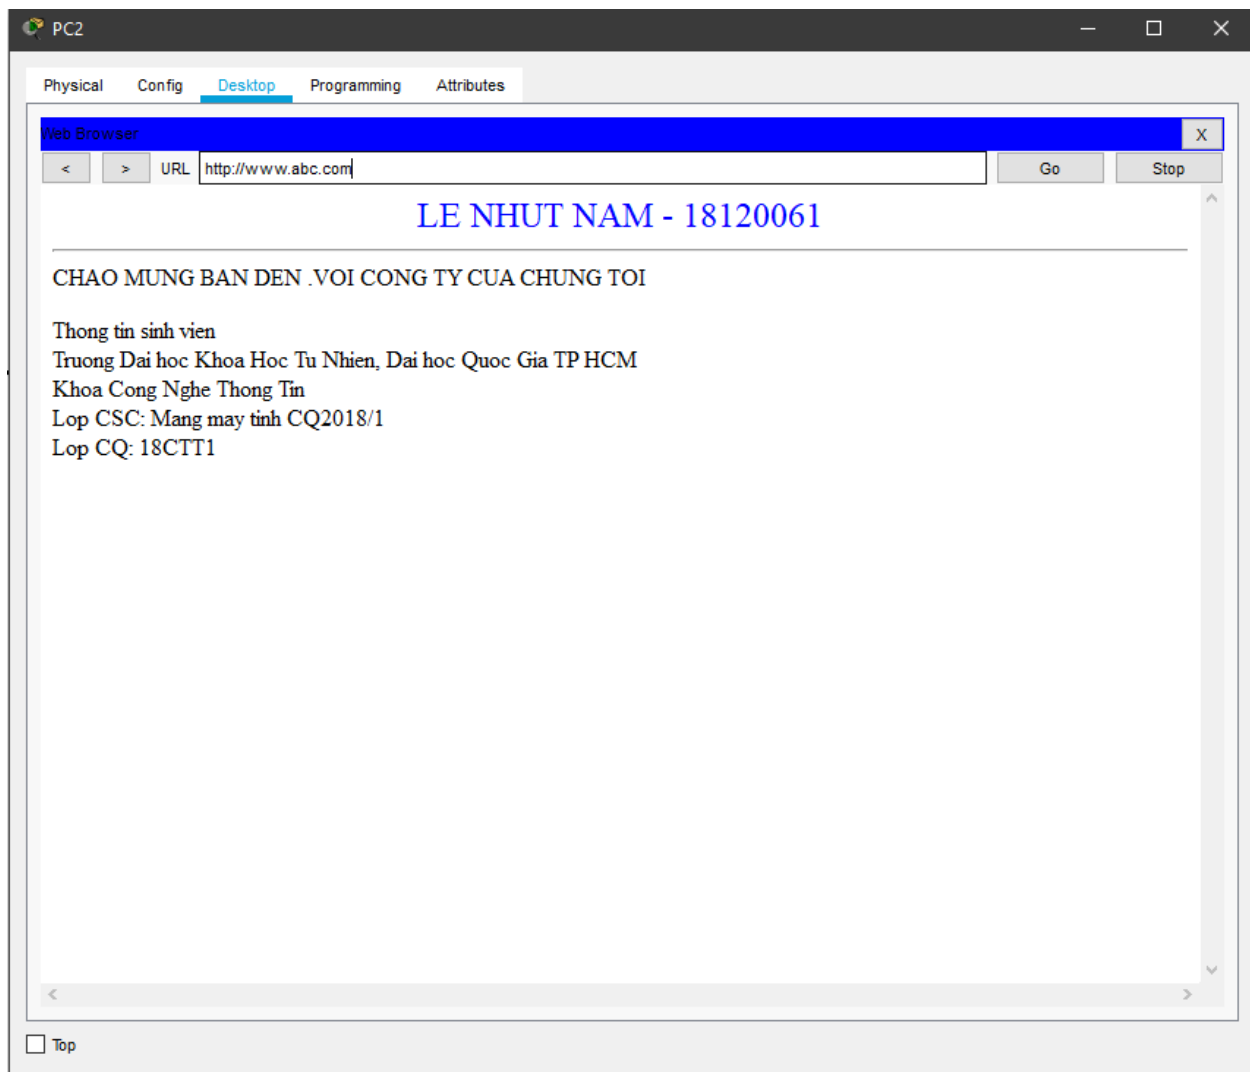 PC2
Physical Config Desktop Programming Attributes
Web Browser
X
< > URL http://www.abc.com Go Stop
LE NHUT NAM - 18120061
CHAO MUNG BAN DEN .VOI CONG TY CUA CHUNG TOI
Thong tin sinh vien
Truong Dai hoc Khoa Hoc Tu Nhien, Dai hoc Quoc Gia TP HCM
Khoa Cong Nghe Thong Tin
Lop CSC: Mang may tinh CQ2018/1
Lop CQ: 18CTT1
Top